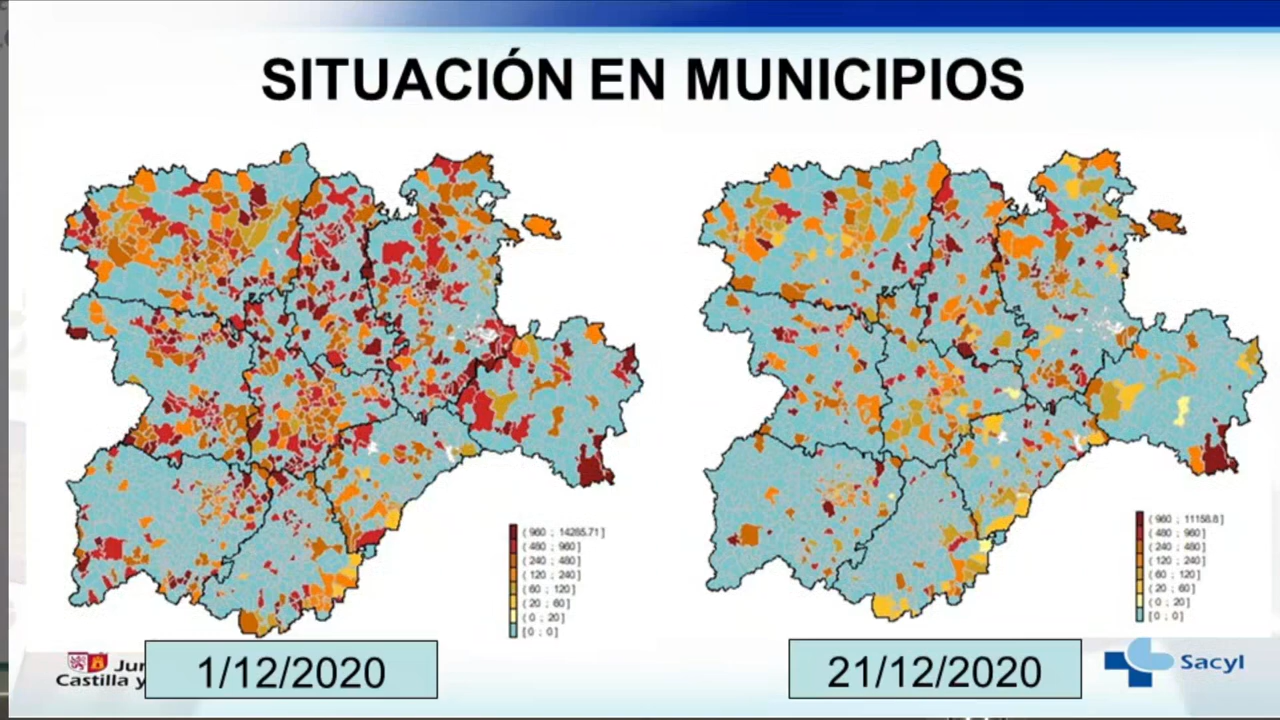 SITUACIÓN EN MUNICIPIOS
( 960 ; 14285.71 ]
( 480 ; 960 ]
( 240 ; 480 ]
( 120 ; 240 ]
( 60 ; 120 ]
( 20 ; 60 ]
( 0 ; 20 ]
[ 0 ; 0 ]
( 960 ; 11158.8 ]
( 480 ; 960 ]
( 240 ; 480 ]
( 120 ; 240 ]
( 60 ; 120 ]
( 20 ; 60 ]
( 0 ; 20 ]
[ 0 ; 0 ]
Jun
Castilla y
1/12/2020
21/12/2020
Sacyl